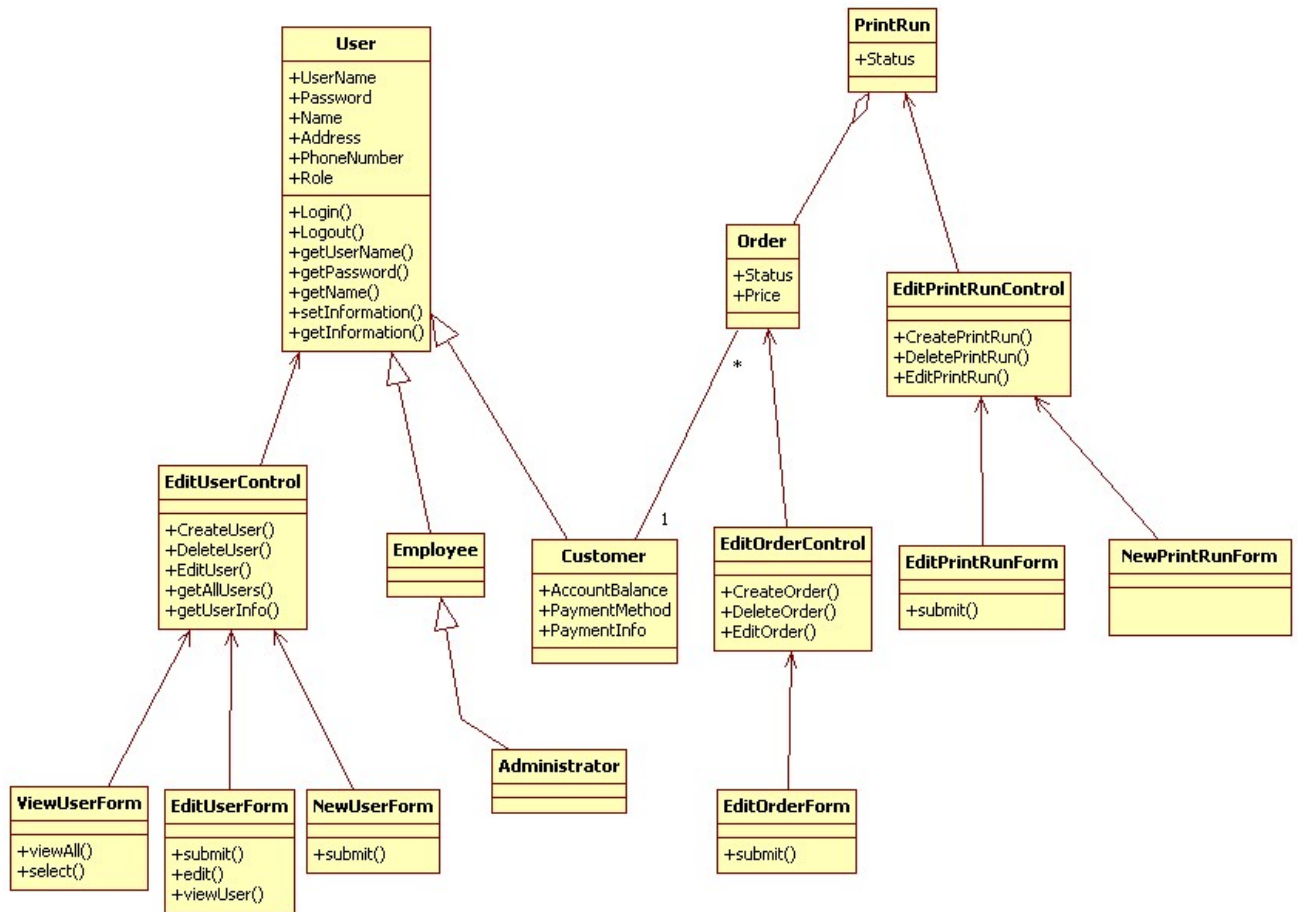 User
+UserName
+Password
+Name
+Address
+PhoneNumber
+Role
+Login()
+Logout()
+getUserName()
+getPassword()
+getName()
+setInformation()
+getInformation()
PrintRun
+Status
Order
+Status
+Price
*
1
EditPrintRunControl
+CreatePrintRun()
+DeletePrintRun()
+EditPrintRun()
EditUserControl
+CreateUser()
+DeleteUser()
+EditUser()
+getAllUsers()
+getUserInfo()
Employee
Customer
+AccountBalance
+PaymentMethod
+PaymentInfo
EditOrderControl
+CreateOrder()
+DeleteOrder()
+EditOrder()
EditPrintRunForm
+submit()
NewPrintRunForm
Administrator
ViewUserForm
+viewAll()
+select()
EditUserForm
+submit()
+edit()
+viewUser()
NewUserForm
+submit()
EditOrderForm
+submit()